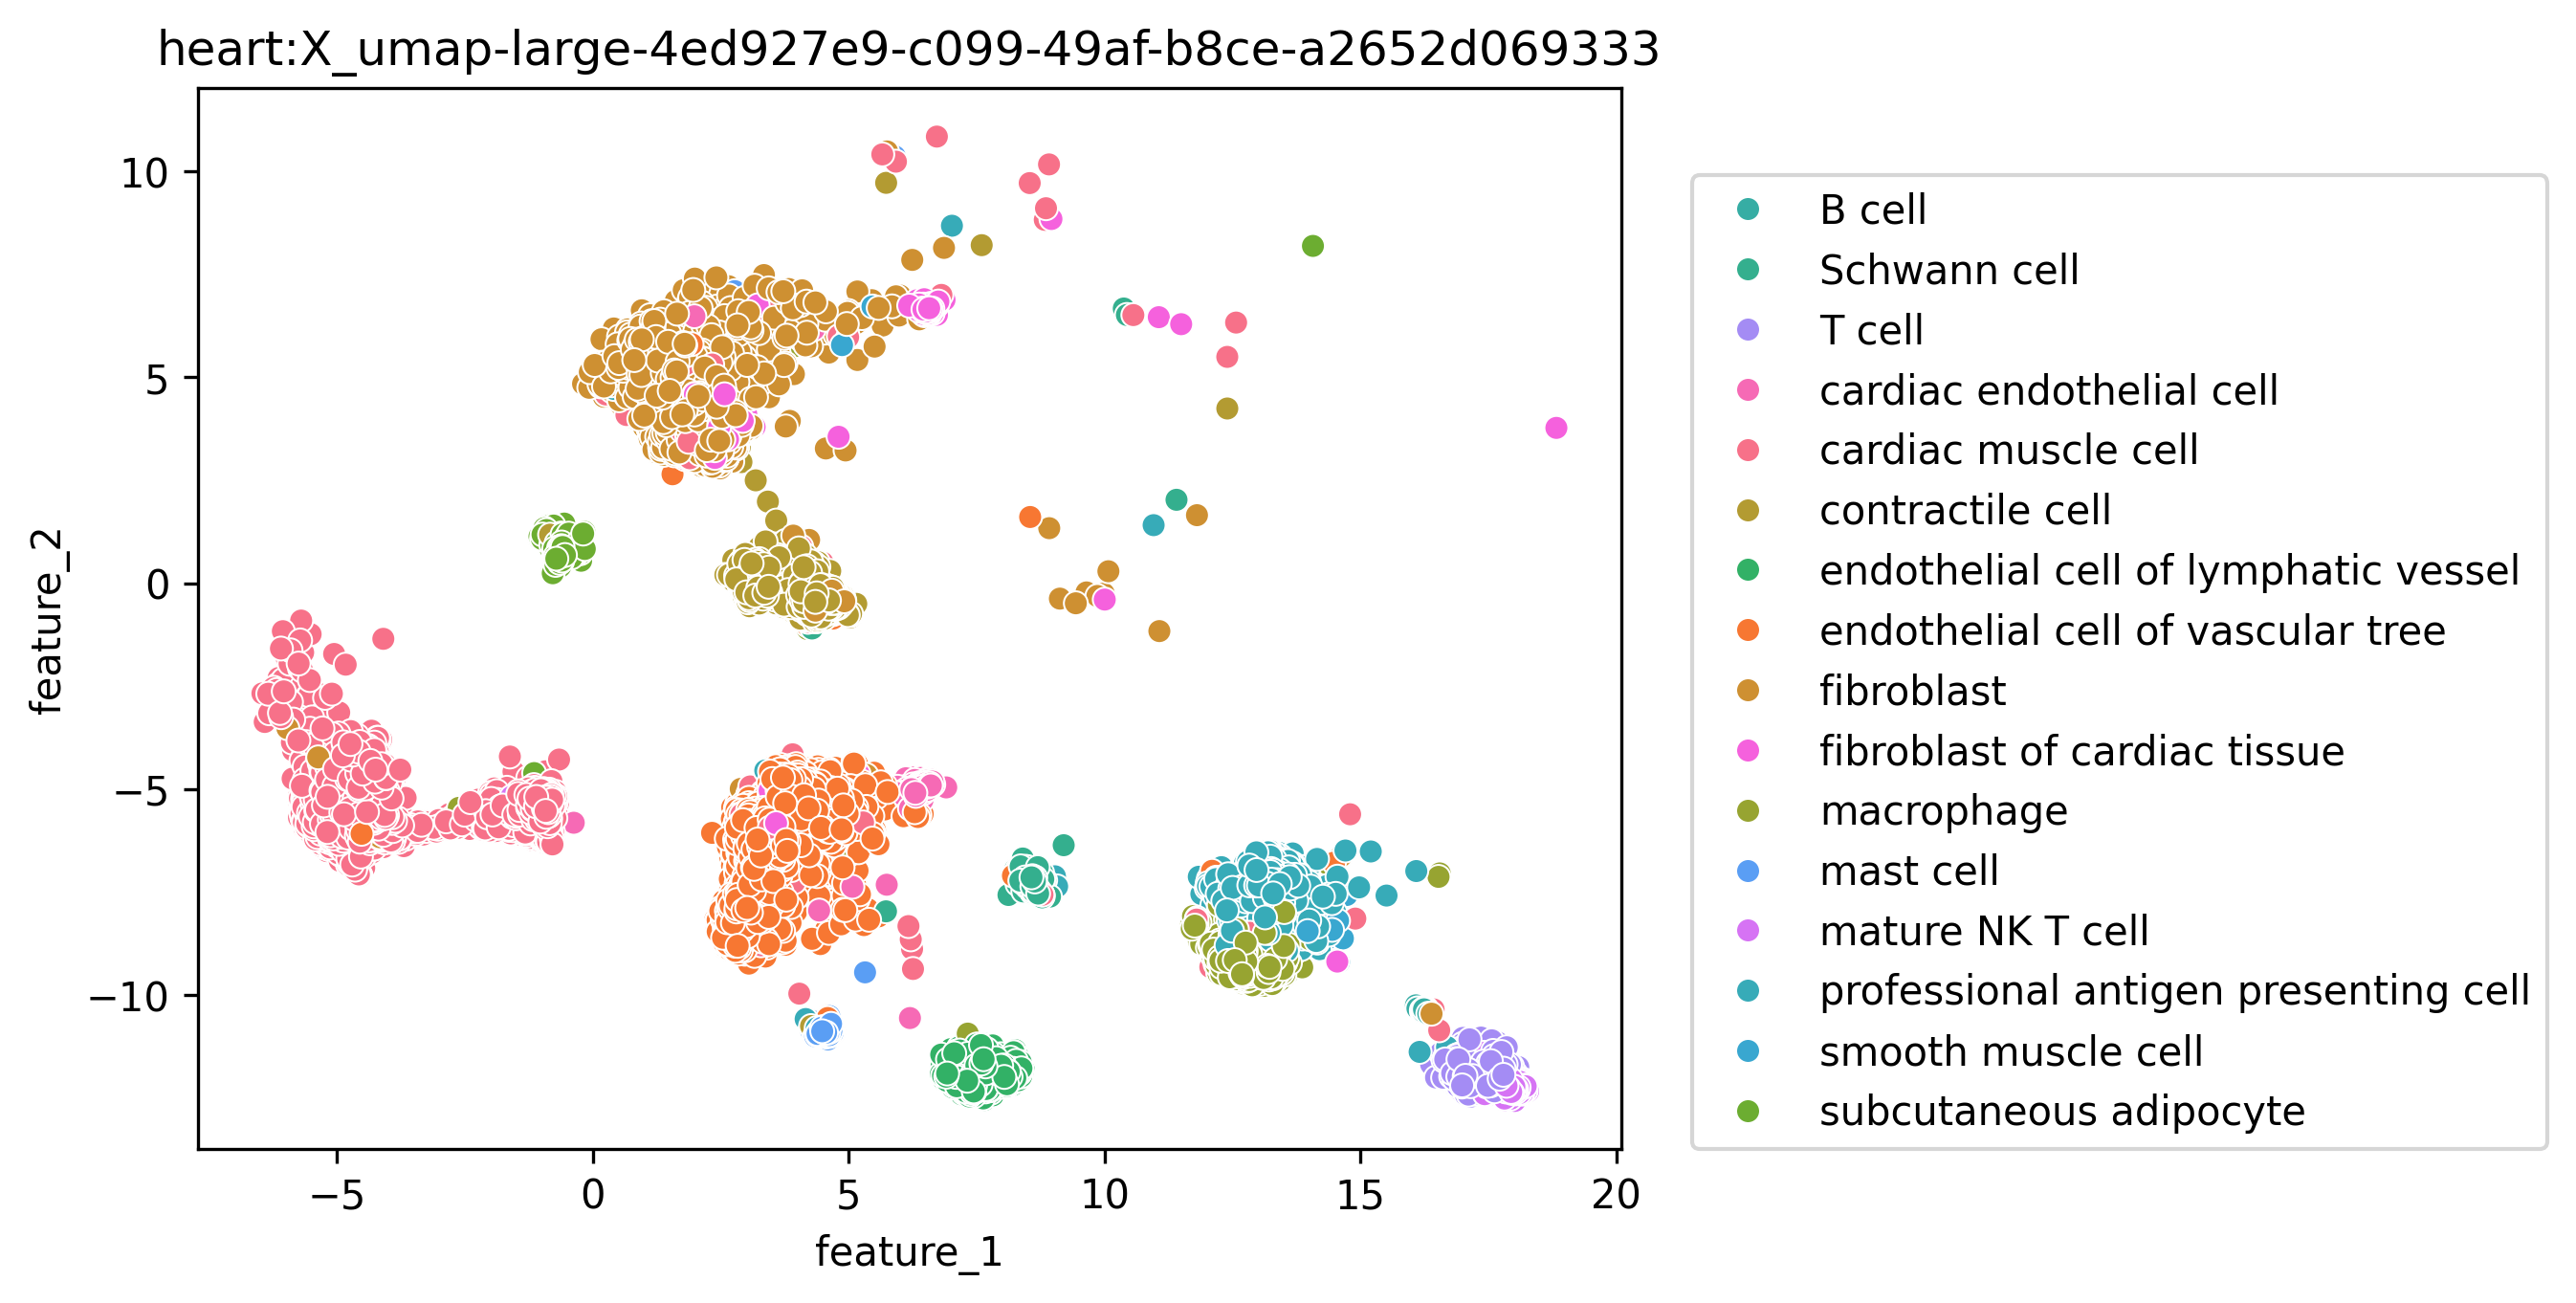 heart:X_umap-large-4ed927e9-c099-49af-b8ce-a2652d069333
10
5
0
−5
−10
feature_2
−5
0
5
10
15
20
feature_1
B cell
Schwann cell
T cell
cardiac endothelial cell
cardiac muscle cell
contractile cell
endothelial cell of lymphatic vessel
endothelial cell of vascular tree
fibroblast
fibroblast of cardiac tissue
macrophage
mast cell
mature NK T cell
professional antigen presenting cell
smooth muscle cell
subcutaneous adipocyte